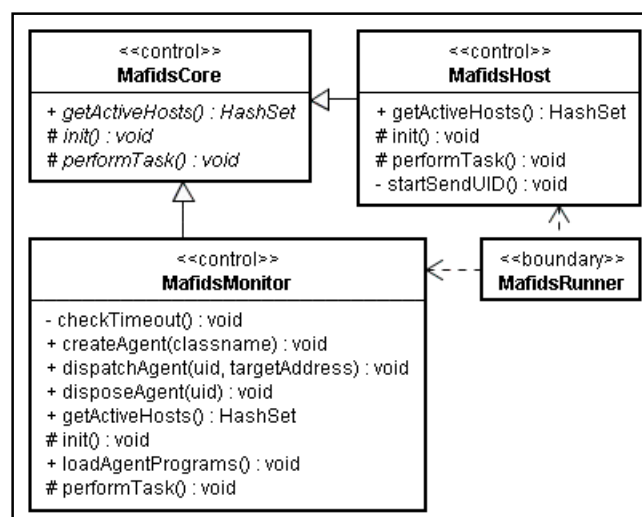 <<control>>
MafidsCore
+ getActiveHosts() : HashSet
# init() : void
# performTask() : void
<<control>>
MafidsHost
+ getActiveHosts() : HashSet
# init() : void
# performTask() : void
- startSendUID() : void
<<control>>
MafidsMonitor
- checkTimeout() : void
+ createAgent(classname) : void
+ dispatchAgent(uid, targetAddress) : void
+ disposeAgent(uid) : void
+ getActiveHosts() : HashSet
# init() : void
+ loadAgentPrograms() : void
# performTask() : void
<<boundary>>
MafidsRunner